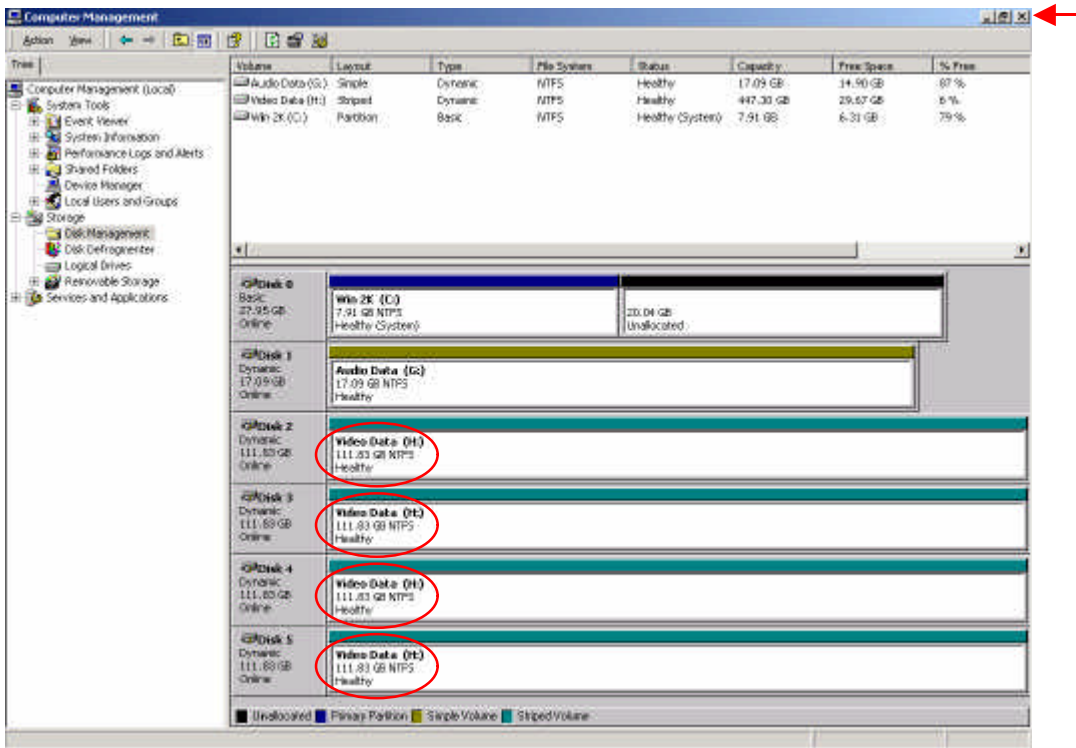 Computer Management
Action View
Tree
Computer Management (Local)
System Tools
Event Viewer
System Information
Performance Logs and Alerts
Shared Folders
Device Manager
Local Users and Groups
Storage
Disk Management
Disk Defragmenter
Logical Drives
Removable Storage
Services and Applications
Volume Layout Type File System Status Capacity Free Space % Free
Audio Data (G:) Simple Dynamic NTFS Healthy 17.09 GB 14.90 GB 87 %
Video Data (H:) Striped Dynamic NTFS Healthy 447.30 GB 29.67 GB 6 %
Win 2K (C:) Partition Basic NTFS Healthy (System) 7.91 GB 6.31 GB 79 %
Disk 0
Basic
27.95 GB
Online
Win 2K (C:)
7.91 GB NTFS
Healthy (System)
20.04 GB
Unallocated
Disk 1
Dynamic
17.09 GB
Online
Audio Data (G:)
17.09 GB NTFS
Healthy
Disk 2
Dynamic
111.83 GB
Online
Video Data (H:)
111.83 GB NTFS
Healthy
Disk 3
Dynamic
111.83 GB
Online
Video Data (H:)
111.83 GB NTFS
Healthy
Disk 4
Dynamic
111.83 GB
Online
Video Data (H:)
111.83 GB NTFS
Healthy
Disk 5
Dynamic
111.83 GB
Online
Video Data (H:)
111.83 GB NTFS
Healthy
Unallocated Primary Partition Simple Volume Striped Volume